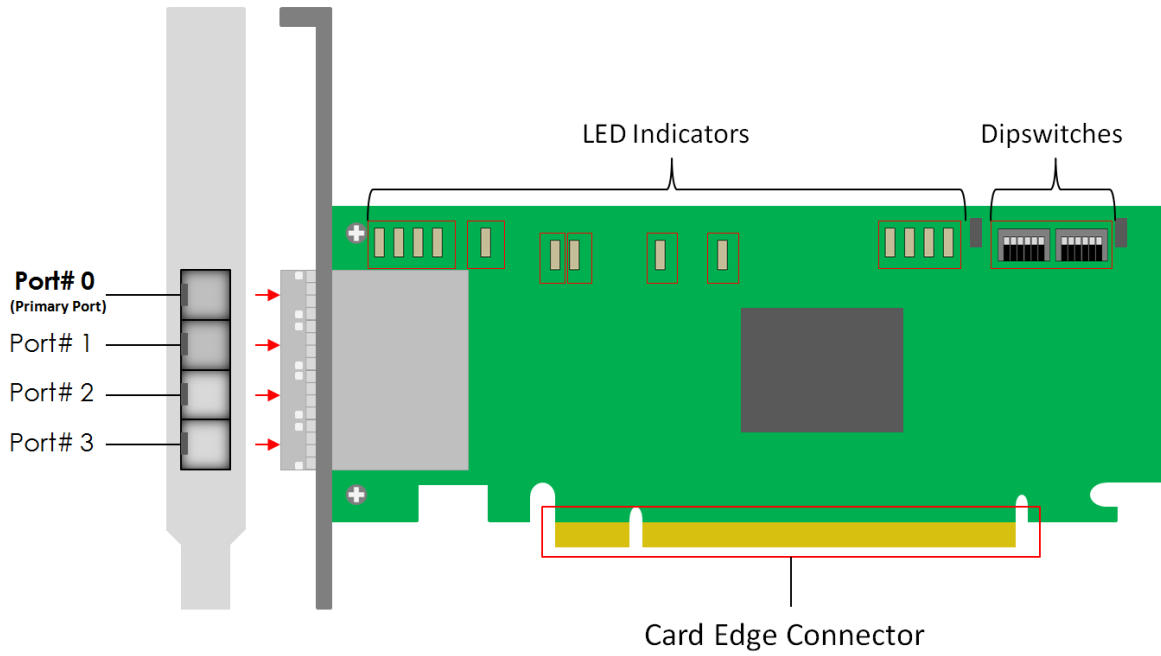 LED Indicators
Dipswitches
Port# 0
(Primary Port)
Port# 1
Port# 2
Port# 3
Card Edge Connector